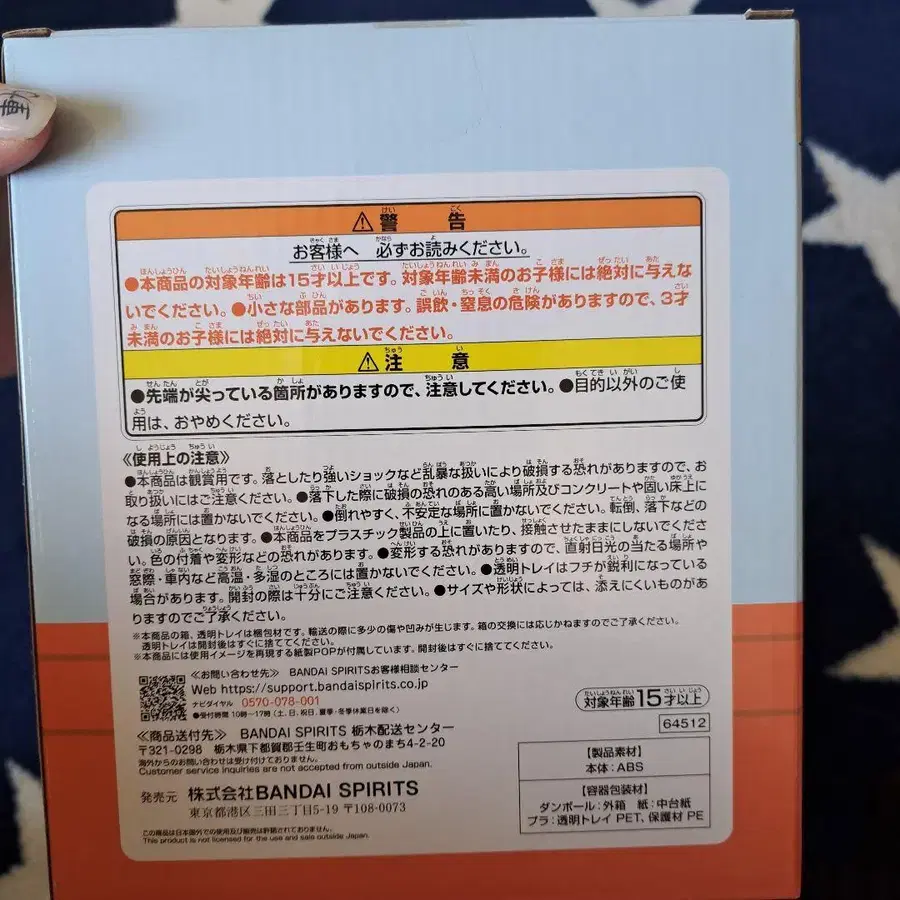 ⚠警告
お客様へ 必ずお読みください。
●本商品の対象年齢は15才以上です。対象年齢未満のお子様には絶対に与えな
いでください。●小さな部品があります。誤飲・窒息の危険がありますので、3才
未満のお子様には絶対に与えないでください。
⚠注意
●先端が尖っている箇所がありますので、注意してください。●目的以外のご使
用は、おやめください。
《使用上の注意》
●本商品は観賞用です。落としたり強いショックなど乱暴な扱いにより破損する恐れがありますので、お
取り扱いにはご注意ください。●落下した際に破損の恐れのある高い場所及びコンクリートや固い床上に
なる場所には置かないでください。●倒れやすく、不安定な場所に置かないでください。転倒、落下などの
破損の原因となります。●本商品をプラスチック製品の上に置いたり、接触させたままにしないでくださ
い。色の付着や変形などの恐れがあります。●変形する恐れがありますので、直射日光の当たる場所や
窓際・車内など高温・多湿のところには置かないでください。●透明トレイはフチが鋭利になっている
場合があります。開封の際は十分にご注意ください。●サイズや形状によっては、添えにくいものがあ
りますのでご了承ください。
※本商品の箱、透明トレイは梱包材です。輸送の際に多少の傷や凹みが生じます。箱の交換には応じかねますのでご了承ください。
透明トレイは開封後はすぐに捨ててください。
※本商品には使用イメージを再現する紙製POPが付属しています。開封後はすぐに捨ててください。
《お問い合わせ先》 BANDAI SPIRITSお客様相談センター
Web https://support.bandaispirits.co.jp
ナビダイヤル 0570-078-001
●受付時間 10時~17時(土、日、祝日、夏季・冬季休業日を除く)
対象年齢15才以上
64512
《商品送付先》 BANDAI SPIRITS 栃木配送センター
〒321-0298 栃木県下都賀郡壬生町おもちゃのまち4-2-20
海外からのお問い合わせは受け付けておりません。
Customer service inquiries are not accepted from outside Japan.
発売元 株式会社BANDAI SPIRITS
東京都港区三田三丁目5-19 〒108-0073
この商品は日本国外での使用及び販売は許諾されておりません。
This product is not licensed for the use and sale outside Japan.
【製品素材】
本体:ABS
【容器包装材】
ダンボール:外箱 紙:中台紙
プラ:透明トレイ PET、保護材 PE